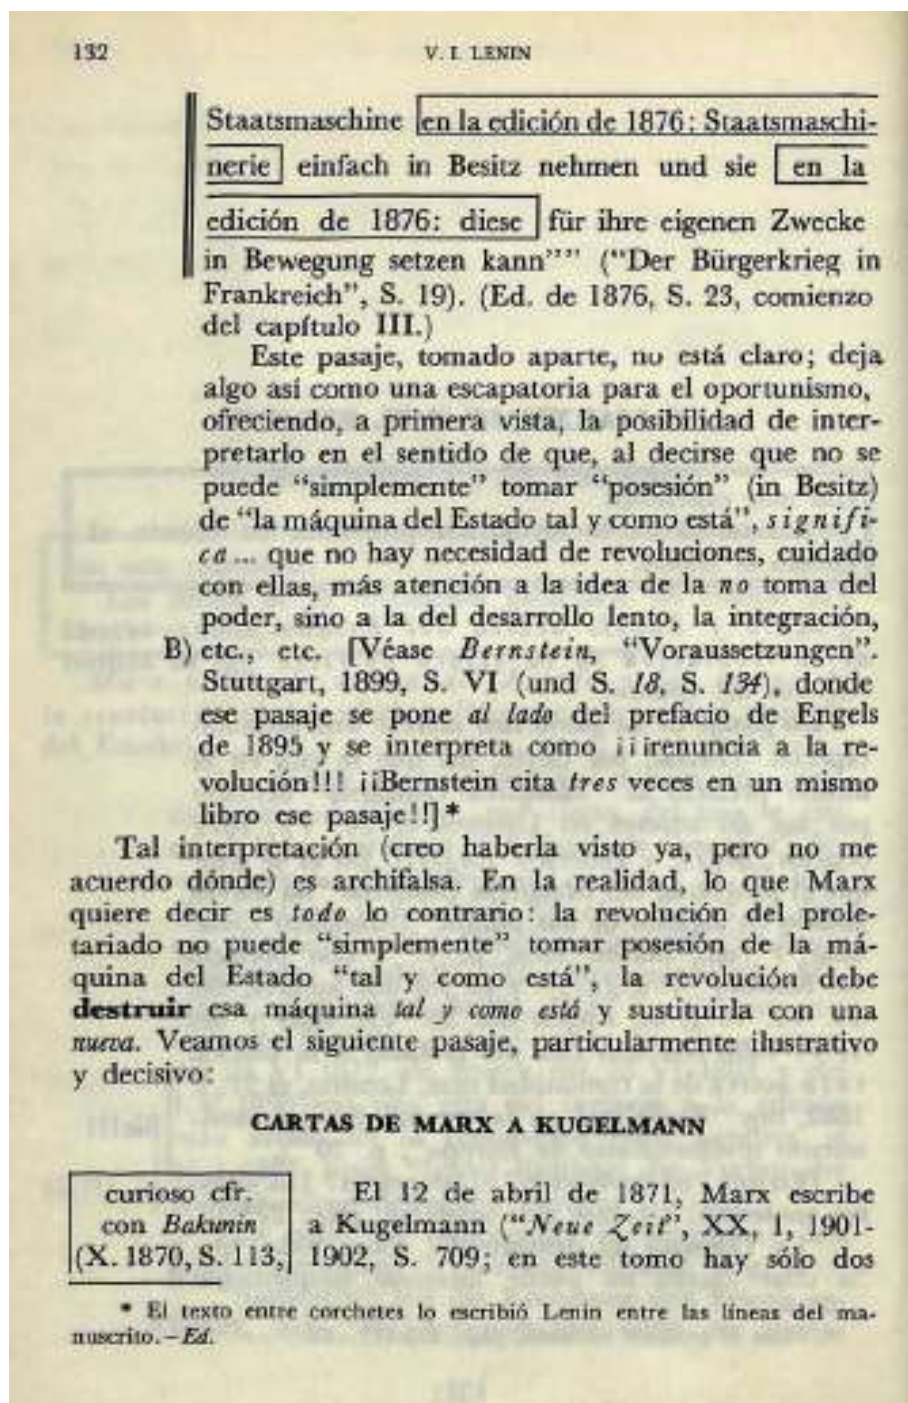 132
V. I. LENIN
Staatsmaschine en la edición de 1876: Staatsmaschi-
nerie einfach in Besitz nehmen und sie en la
edición de 1876: diese für ihre eigenen Zwecke
in Bewegung setzen kann”” (“Der Bürgerkrieg in
Frankreich”, S. 19). (Ed. de 1876, S. 23, comienzo
del capítulo III.)
Este pasaje, tomado aparte, no está claro; deja
algo así como una escapatoria para el oportunismo,
ofreciendo, a primera vista, la posibilidad de inter-
pretarlo en el sentido de que, al decirse que no se
puede “simplemente” tomar “posesión” (in Besitz)
de “la máquina del Estado tal y como está”, signifi-
ca... que no hay necesidad de revoluciones, cuidado
con ellas, más atención a la idea de la no toma del
poder, sino a la del desarrollo lento, la integración,
B) etc., etc. [Véase Bernstein, “Voraussetzungen”.
Stuttgart, 1899, S. VI (und S. 18, S. 134), donde
ese pasaje se pone al lado del prefacio de Engels
de 1895 y se interpreta como ¡¡¡renuncia a la re-
volución!!! ¡¡Bernstein cita tres veces en un mismo
libro ese pasaje!!]*
Tal interpretación (creo haberla visto ya, pero no me
acuerdo dónde) es archifalsa. En la realidad, lo que Marx
quiere decir es todo lo contrario: la revolución del prole-
tariado no puede “simplemente” tomar posesión de la má-
quina del Estado “tal y como está”, la revolución debe
destruir esa máquina tal y como está y sustituirla con una
nueva. Veamos el siguiente pasaje, particularmente ilustrativo
y decisivo:
CARTAS DE MARX A KUGELMANN
curioso cfr.
con Bakunin
(X. 1870, S. 113,
El 12 de abril de 1871, Marx escribe
a Kugelmann (“Neue Zeit”, XX, 1, 1901-
1902, S. 709; en este tomo hay sólo dos
* El texto entre corchetes lo escribió Lenin entre las líneas del ma-
nuscrito.—Ed.